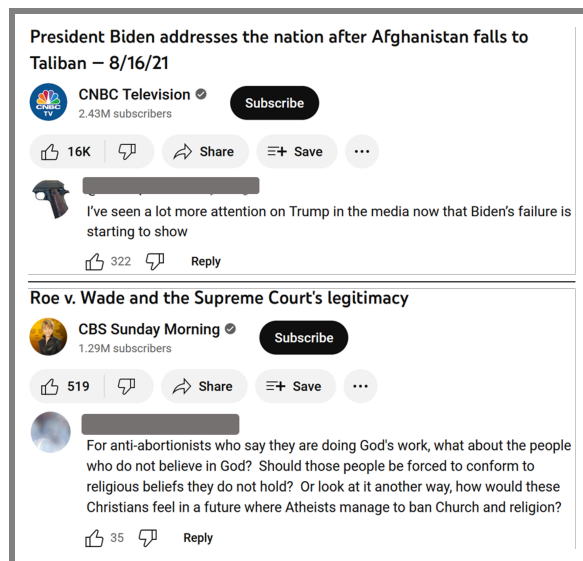 President Biden addresses the nation after Afghanistan falls to
Taliban – 8/16/21
CNBC Television
2.43M subscribers
Subscribe
CNBC
TV
16K
Share
Save
I've seen a lot more attention on Trump in the media now that Biden's failure is
starting to show
322
Reply
Roe v. Wade and the Supreme Court's legitimacy
CBS Sunday Morning
1.29M subscribers
Subscribe
519
Share
Save
For anti-abortionists who say they are doing God's work, what about the people
who do not believe in God? Should those people be forced to conform to
religious beliefs they do not hold? Or look at it another way, how would these
Christians feel in a future where Atheists manage to ban Church and religion?
35
Reply